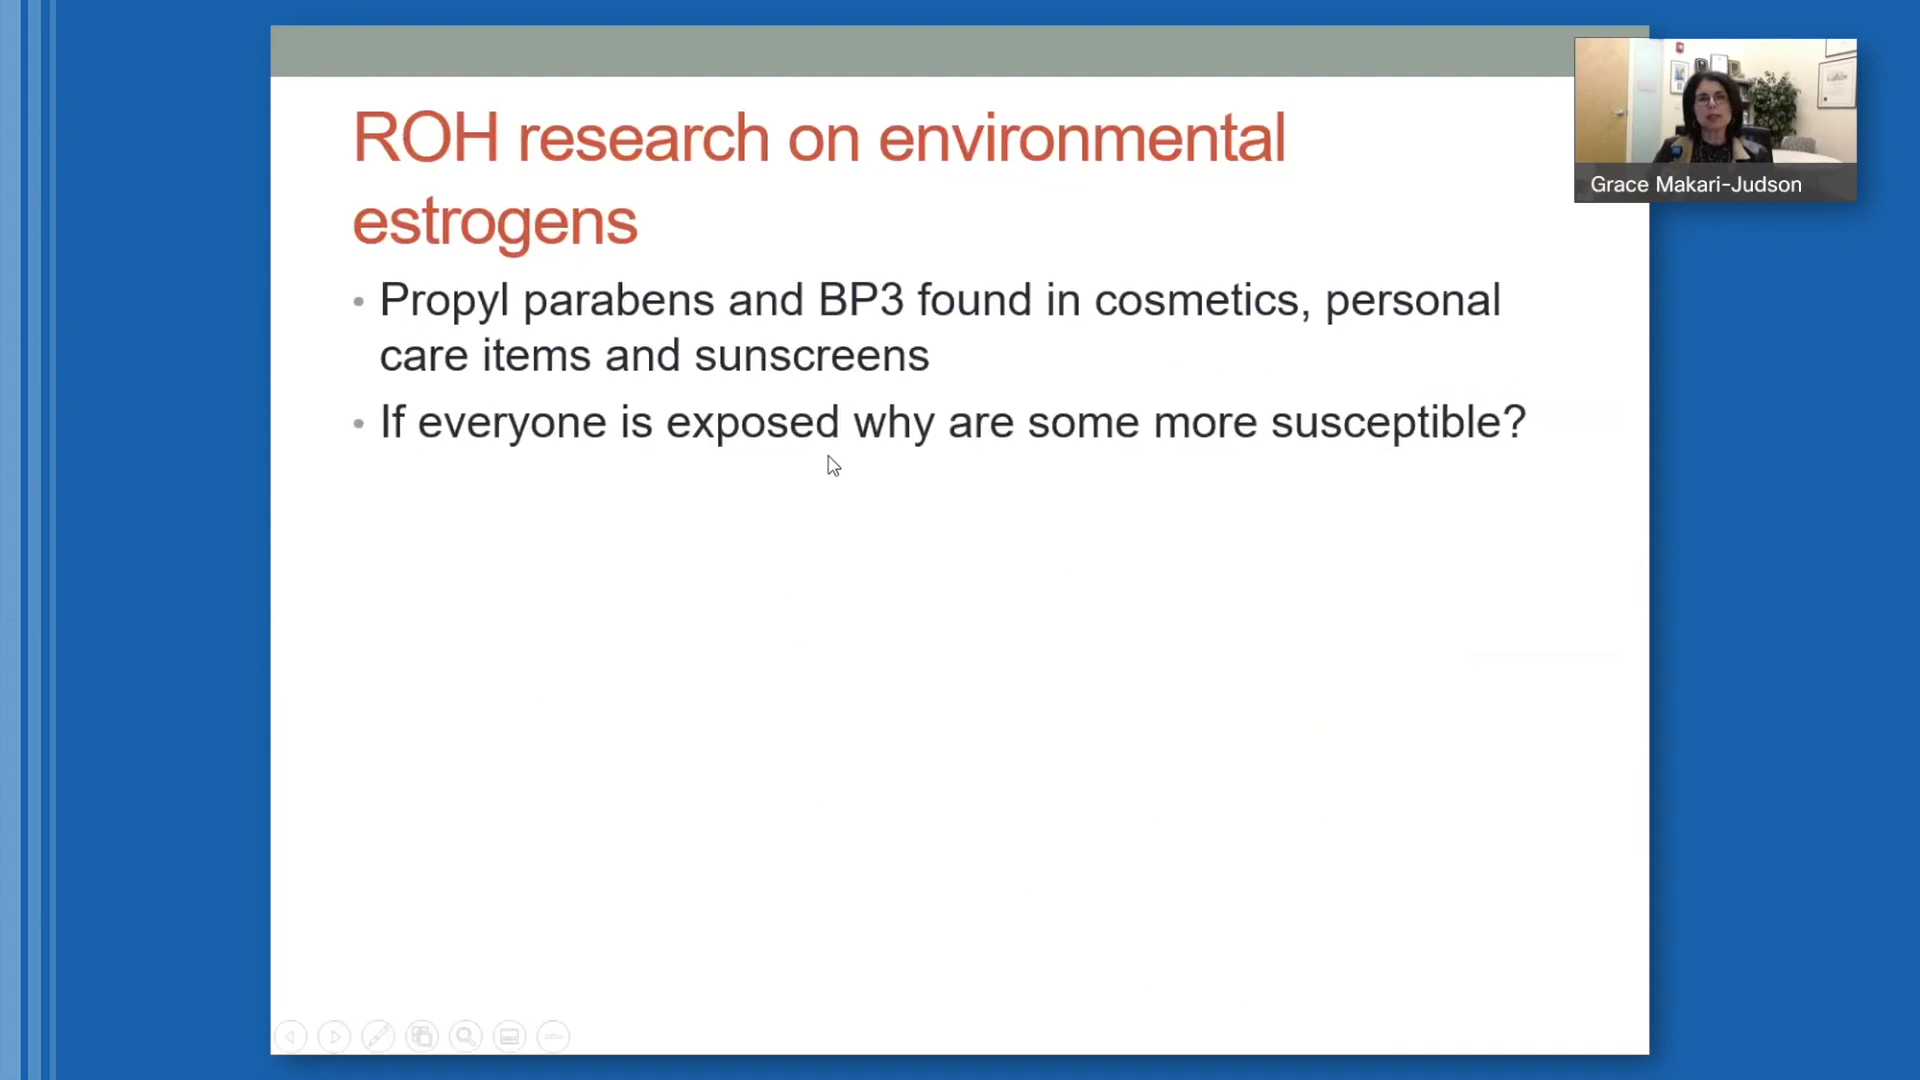 ROH research on environmental
estrogens
• Propyl parabens and BP3 found in cosmetics, personal
care items and sunscreens
• If everyone is exposed why are some more susceptible?
Grace Makari-Judson